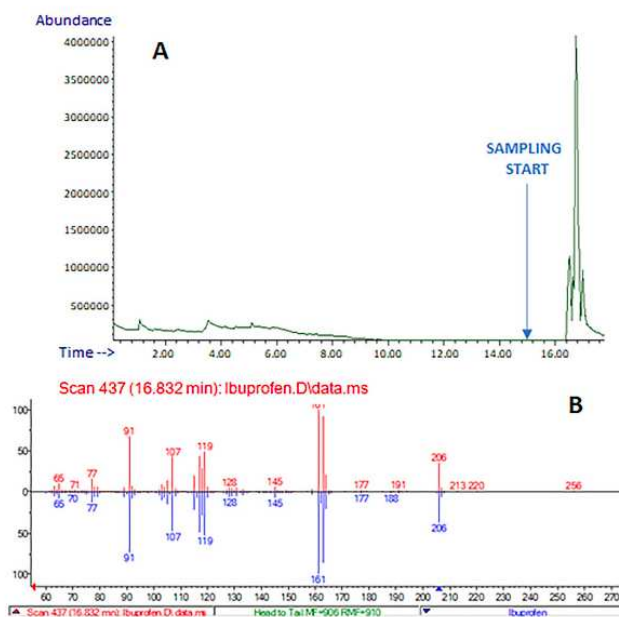 Abundance
A
4000000
3500000
3000000
2500000
2000000
1500000
1000000
500000
SAMPLING
START
Time --> 2.00 4.00 6.00 8.00 10.00 12.00 14.00 16.00
Scan 437 (16.832 min): Ibuprofen.D\data.ms
B
100
50
0
50
100
65 71 77 91 107 119 128 145 161 177 191 206 213 220 256
65 70 77 91 107 119 128 145 161 177 188 206
60 70 80 90 100 110 120 130 140 150 160 170 180 190 200 210 220 230 240 250 260 270
Scan 437 (16.832 min): Ibuprofen.D\data.ms Head to Tail MF=906 RMF=910 Ibuprofen